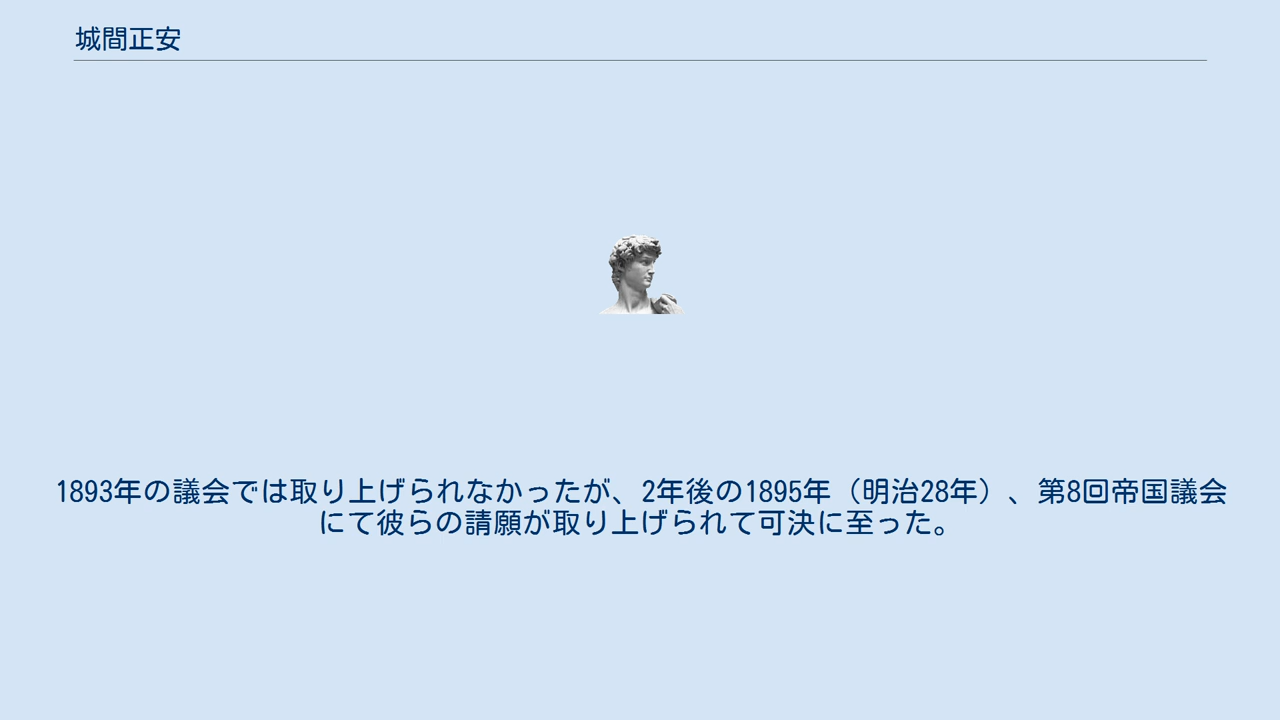 城間正安
1893年の議会では取り上げられなかったが、2年後の1895年（明治28年）、第8回帝国議会
にて彼らの請願が取り上げられて可決に至った。